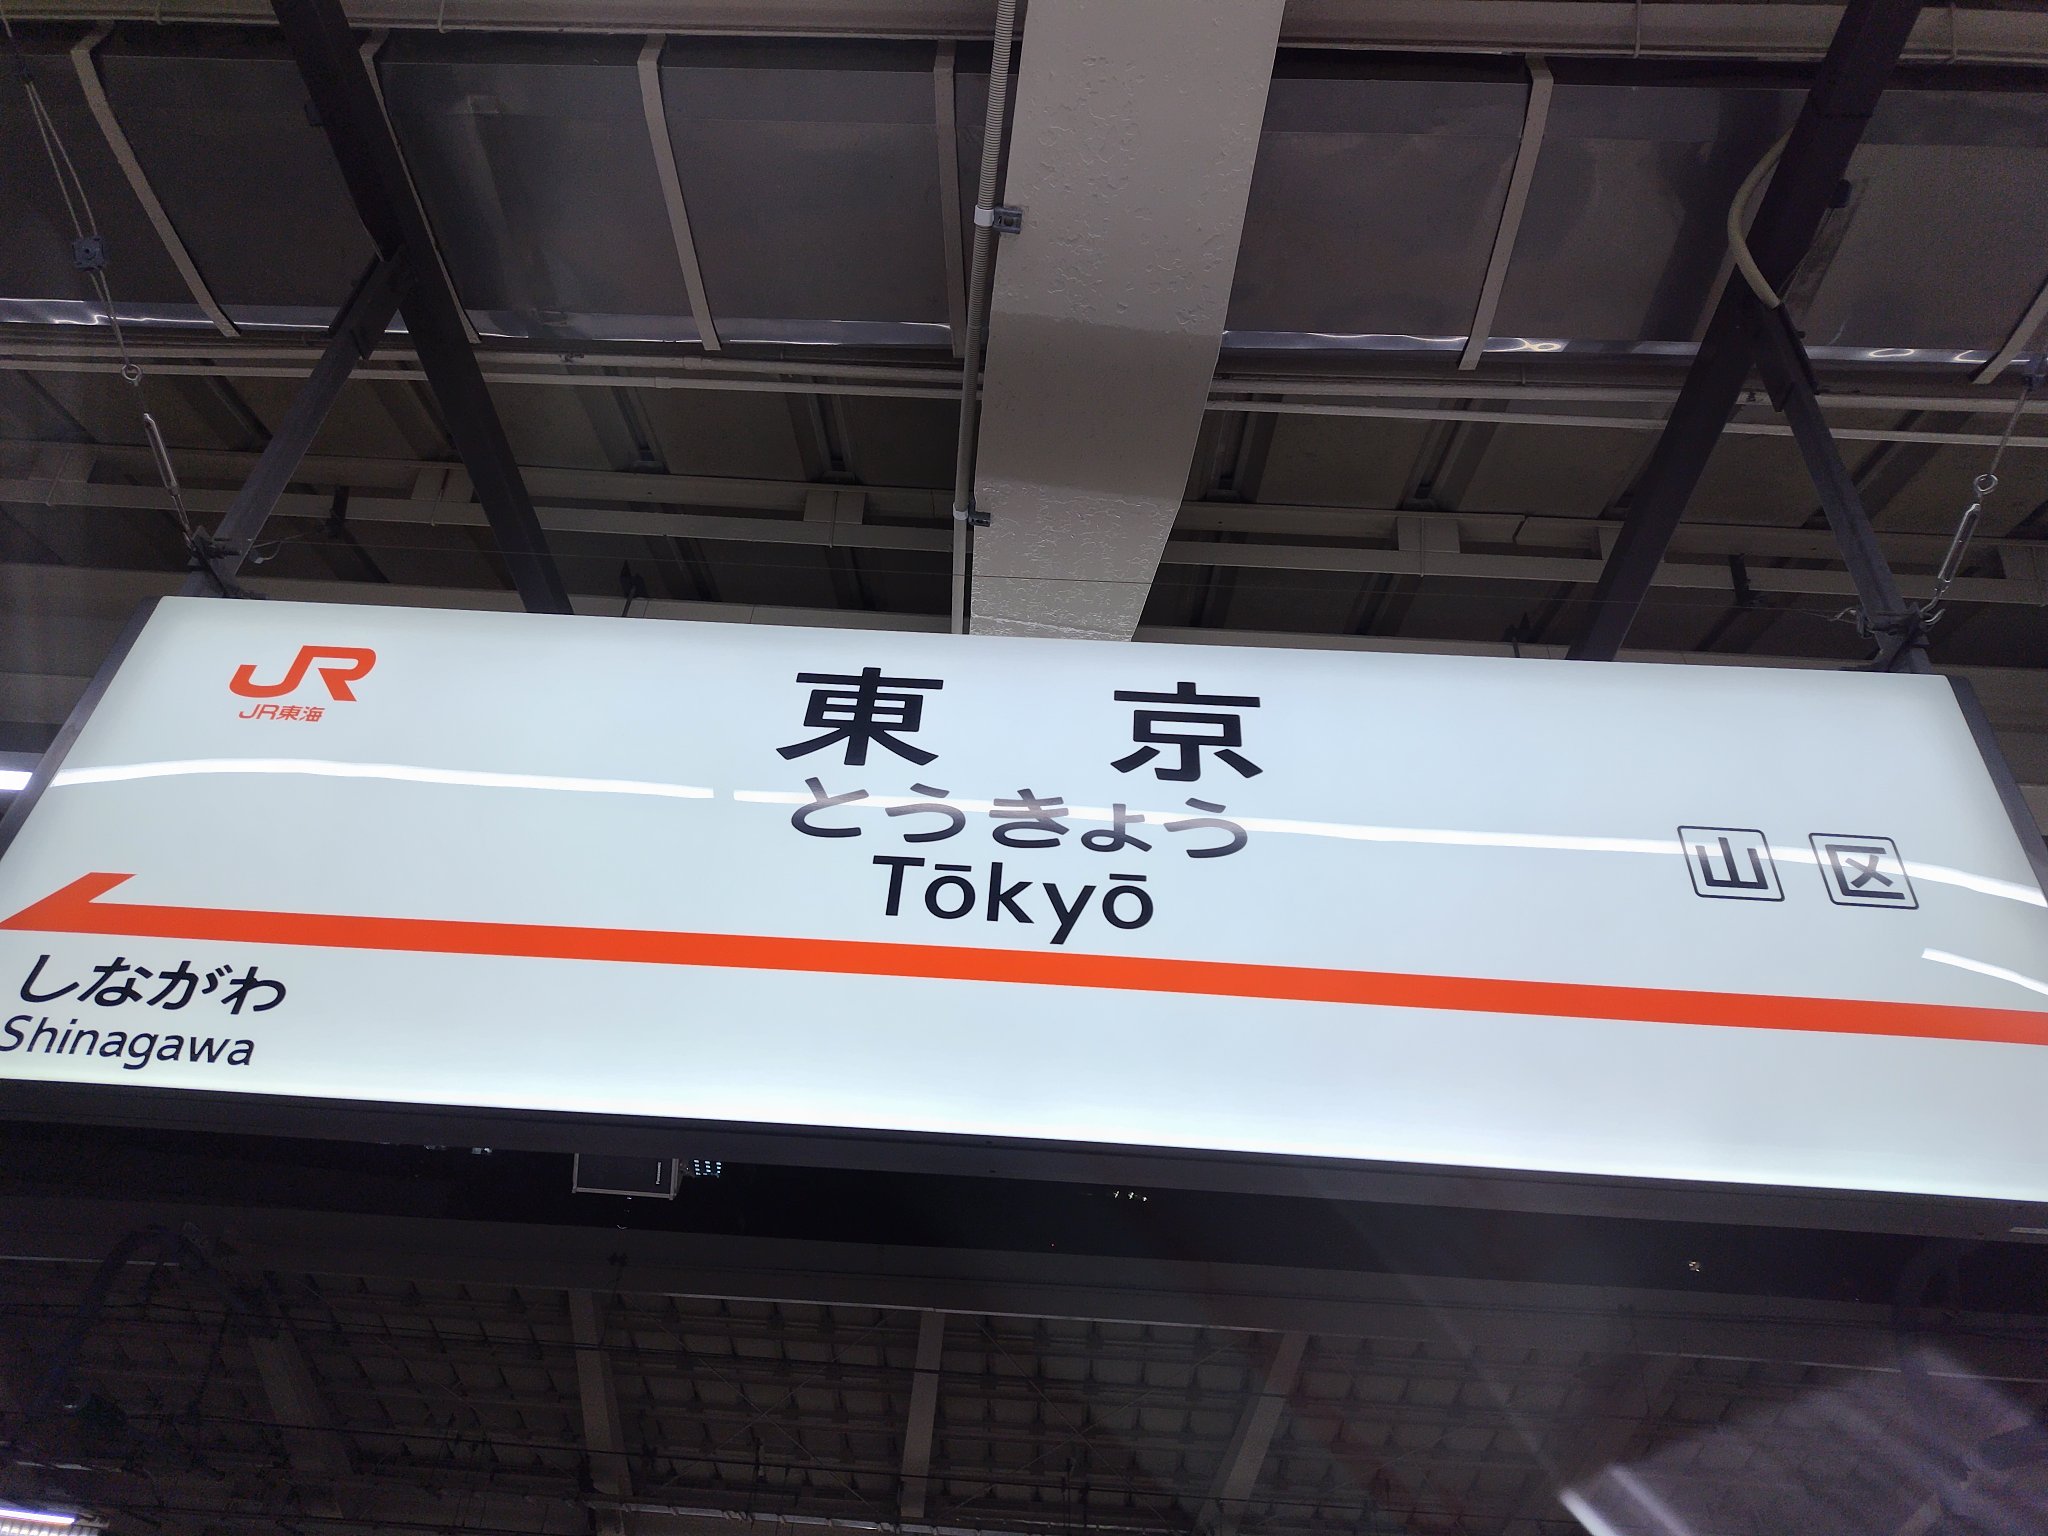 JR
JR東海
東京
とうきょう
Tōkyō
山 区
しながわ
Shinagawa